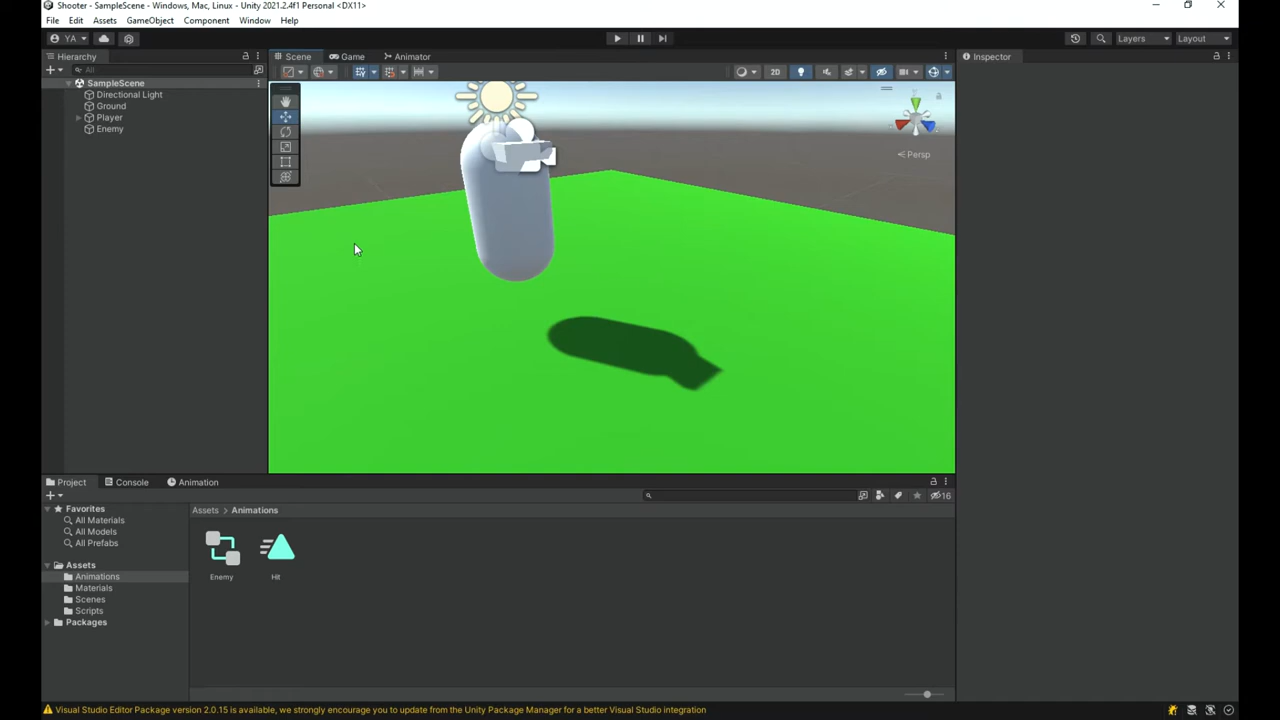 Shooter - SampleScene - Windows, Mac, Linux - Unity 2021.2.4f1 Personal <DX11>
File Edit Assets GameObject Component Window Help
YA
Layers Layout
Hierarchy
All
SampleScene
Directional Light
Ground
Player
Enemy
Scene Game Animator
2D
Persp
Inspector
Project Console Animation
16
Favorites
All Materials
All Models
All Prefabs
Assets
Animations
Materials
Scenes
Scripts
Packages
Assets > Animations
Enemy Hit
Visual Studio Editor Package version 2.0.15 is available, we strongly encourage you to update from the Unity Package Manager for a better Visual Studio integration